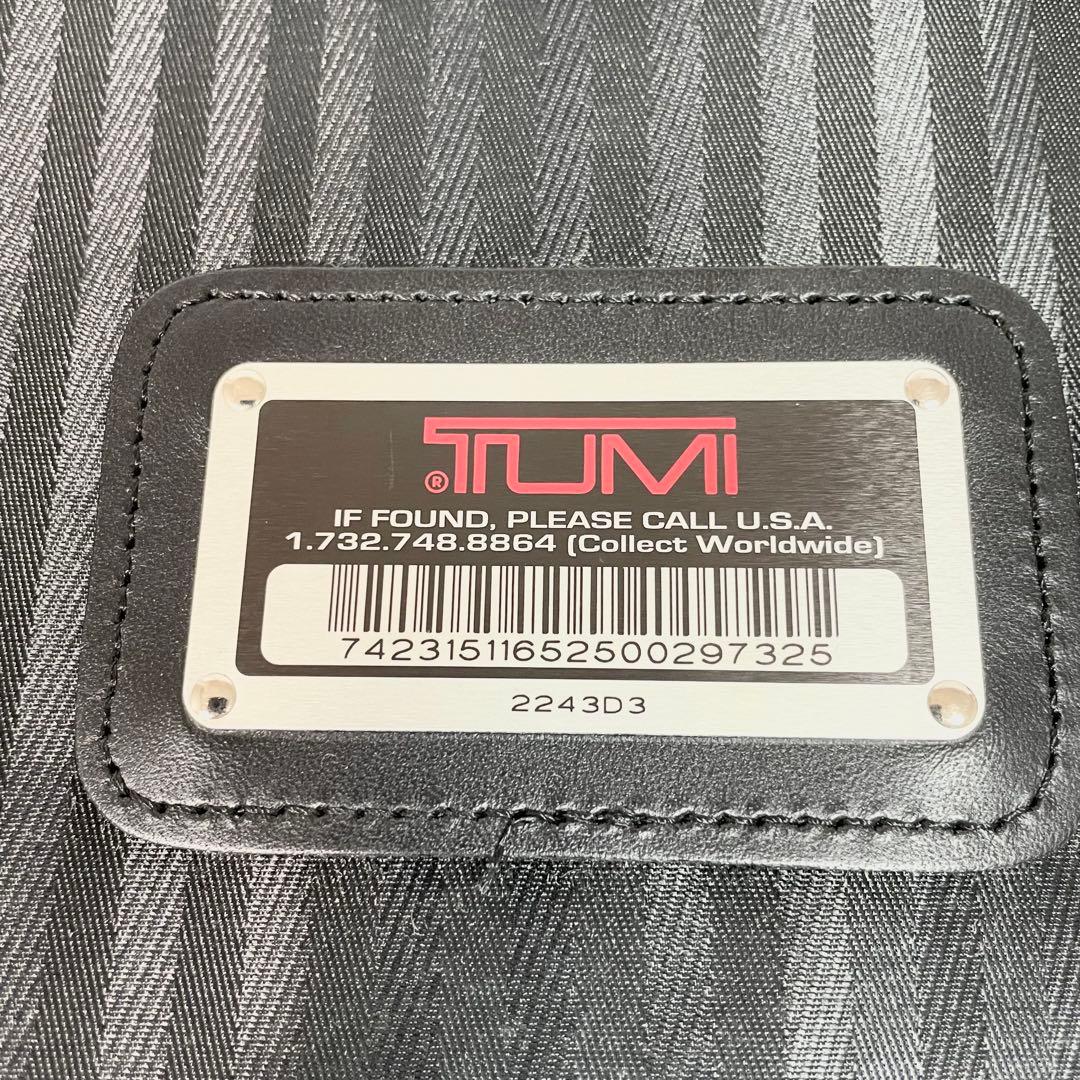 ®TUMI
IF FOUND, PLEASE CALL U.S.A.
1.732.748.8864 (Collect Worldwide)
74231511652500297325
2243D3